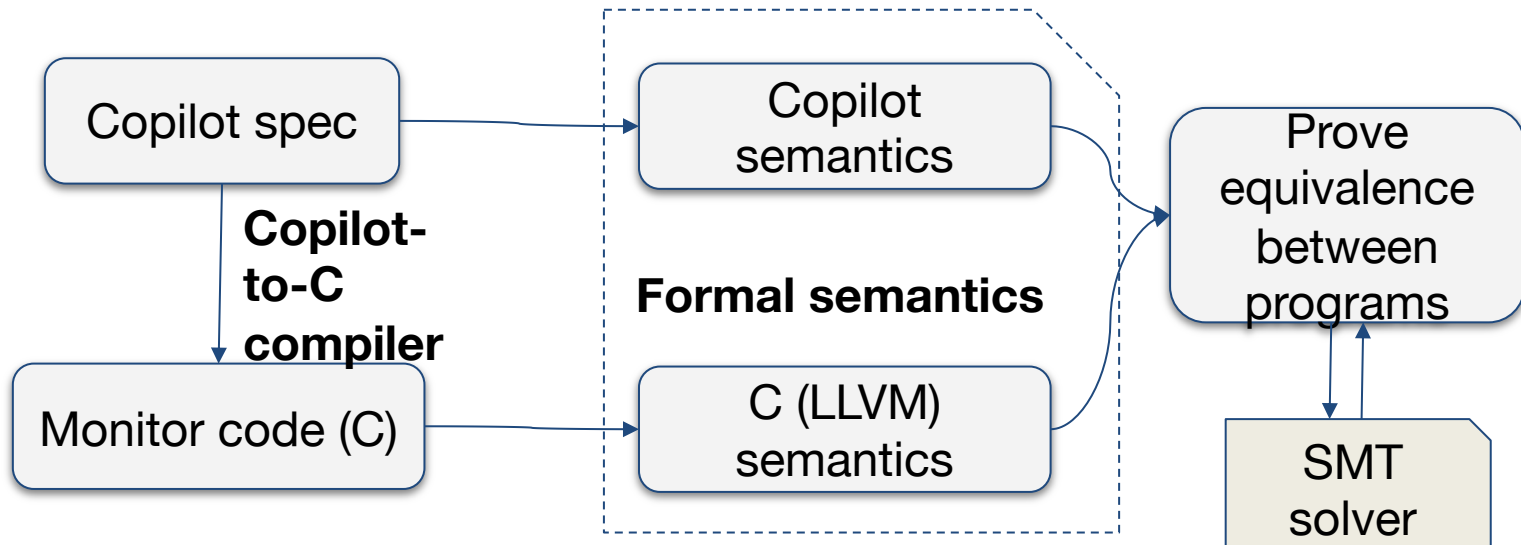 Copilot spec
Copilot-
to-C
compiler
Monitor code (C)
Copilot
semantics
Formal semantics
C (LLVM)
semantics
Prove
equivalence
between
programs
SMT
solver